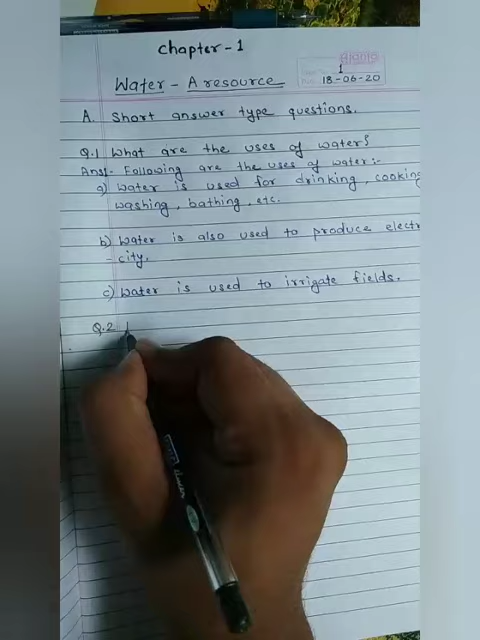 Chapter-1
ajanta
1
Water - A resource
18-06-20
A. Short answer type questions.
Q.1 What are the uses of water?
Ans:- Following are the uses of water:-
a) Water is used for drinking, cooking
washing, bathing, etc.
b) Water is also used to produce electr
- city.
c) Water is used to irrigate fields.
Q.2